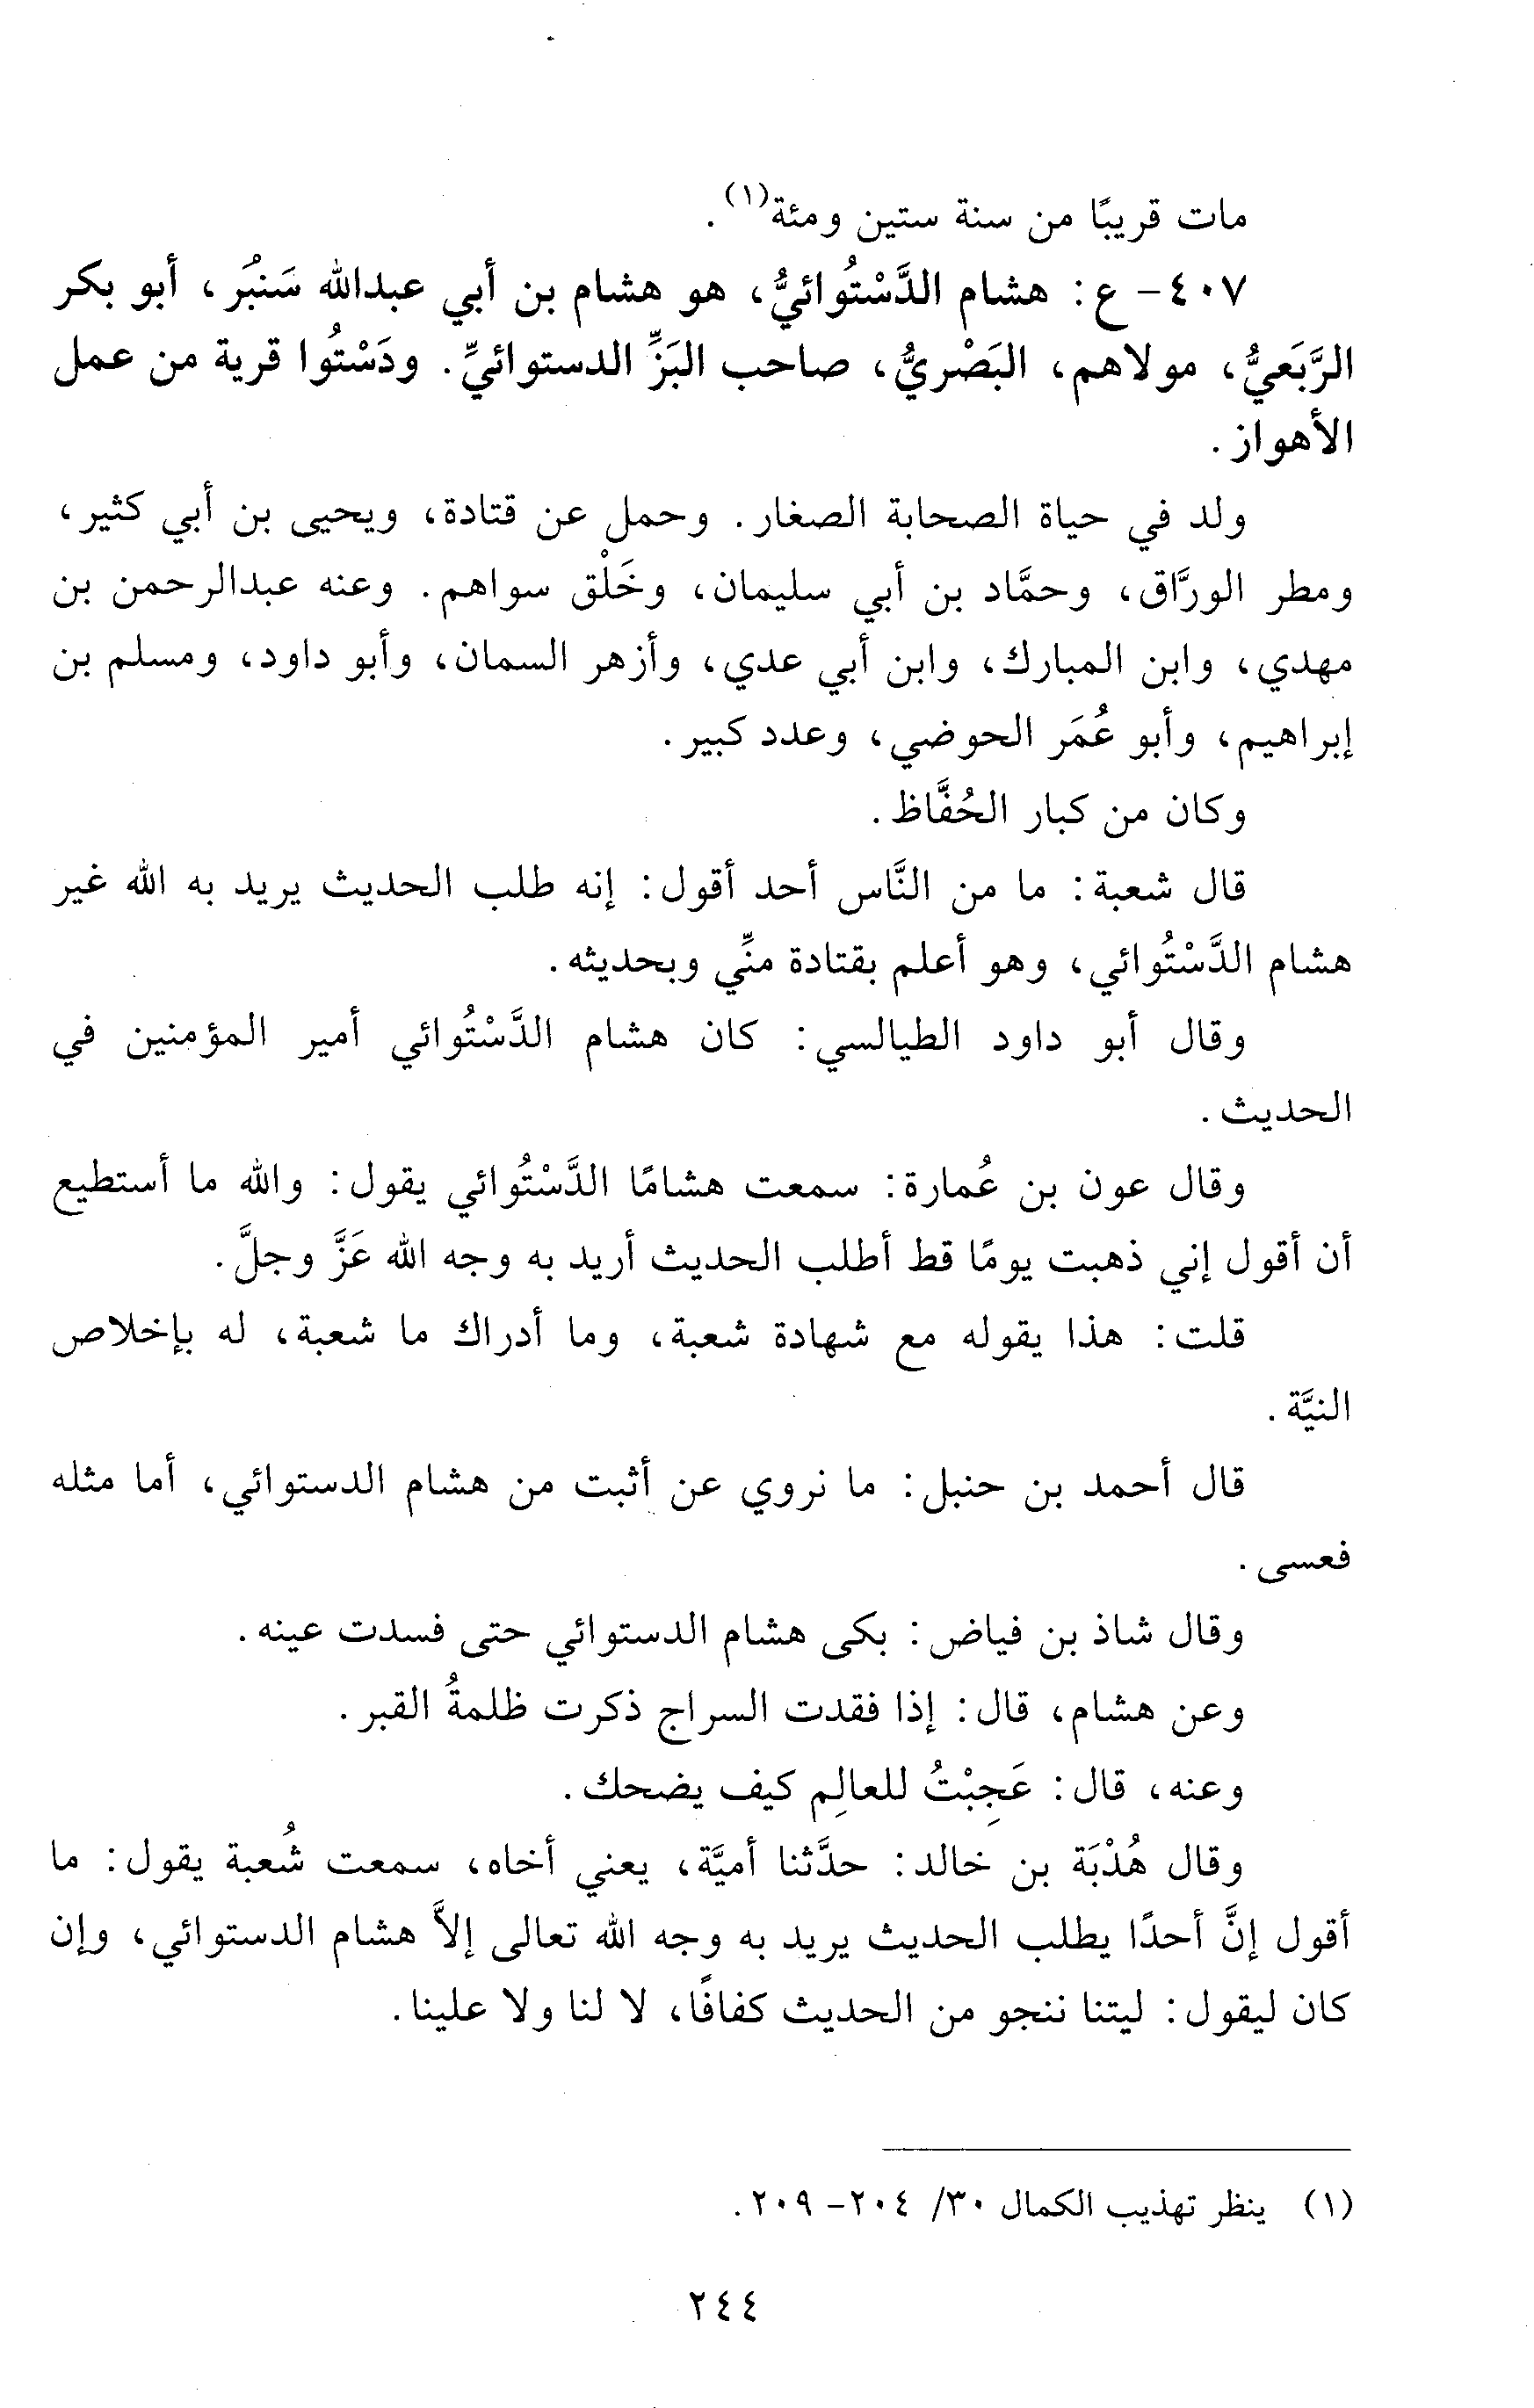 مات قريبًا من سنة ستين ومئة(١).
٤٠٧- ع: هشام الدَّسْتُوائيُّ، هو هشام بن أبي عبدالله سَنبُر، أبو بكر
الرَّبَعيُّ، مولاهم، البَصْريُّ، صاحب البَزِّ الدستوائيِّ. ودَسْتُوا قرية من عمل
الأهواز.
ولد في حياة الصحابة الصغار. وحمل عن قتادة، ويحيى بن أبي كثير،
ومطر الورَّاق، وحمَّاد بن أبي سليمان، وخَلْق سواهم. وعنه عبدالرحمن بن
مهدي، وابن المبارك، وابن أبي عدي، وأزهر السمان، وأبو داود، ومسلم بن
إبراهيم، وأبو عُمَر الحوضي، وعدد كبير.
وكان من كبار الحُفَّاظ.
قال شعبة: ما من النَّاس أحد أقول: إنه طلب الحديث يريد به الله غير
هشام الدَّسْتُوائي، وهو أعلم بقتادة منِّي وبحديثه.
وقال أبو داود الطيالسي: كان هشام الدَّسْتُوائي أمير المؤمنين في
الحديث.
وقال عون بن عُمارة: سمعت هشامًا الدَّسْتُوائي يقول: والله ما أستطيع
أن أقول إني ذهبت يومًا قط أطلب الحديث أريد به وجه الله عَزَّ وجلَّ.
قلت: هذا يقوله مع شهادة شعبة، وما أدراك ما شعبة، له بإخلاص
النيَّة.
قال أحمد بن حنبل: ما نروي عن أثبت من هشام الدستوائي، أما مثله
فعسى.
وقال شاذ بن فياض: بكى هشام الدستوائي حتى فسدت عينه.
وعن هشام، قال: إذا فقدت السراج ذكرت ظلمةُ القبر.
وعنه، قال: عَجِبْتُ للعالِم كيف يضحك.
وقال هُدْبَة بن خالد: حدَّثنا أميَّة، يعني أخاه، سمعت شُعبة يقول: ما
أقول إنَّ أحدًا يطلب الحديث يريد به وجه الله تعالى إلاَّ هشام الدستوائي، وإن
كان ليقول: ليتنا ننجو من الحديث كفافًا، لا لنا ولا علينا.
(١) ينظر تهذيب الكمال ٣٠/ ٢٠٤- ٢٠٩.
٢٤٤